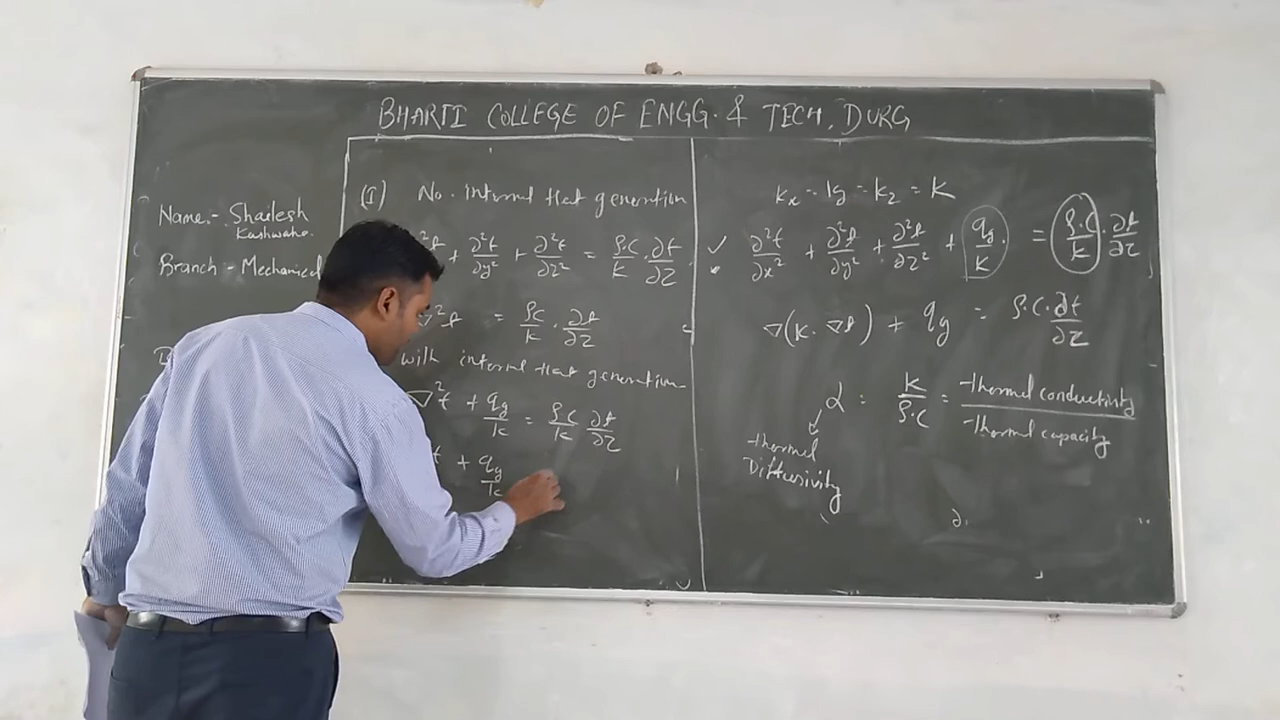 BHARTI COLLEGE OF ENGG. & TECH, DURG
Name:- Shailesh
Kashwaha.
Branch - Mechanical
(I) No. internal heat generation
+ ∂²t/∂y² + ∂²t/∂z² = ρ.C/K . ∂t/∂τ
∇²t = ρC/k . ∂t/∂τ
with internal heat generation
∇²t + qg/k = ρC/k ∂t/∂τ
t + qg/k
kx = ky = kz = K
∂²t/∂x² + ∂²t/∂y² + ∂²t/∂z² + qg/k = ρ.C/k . ∂t/∂τ
∇(K. ∇t) + qg = ρ.C. ∂t/∂τ
α = K/ρ.C = thermal conductivity/thermal capacity
thermal
Diffusivity